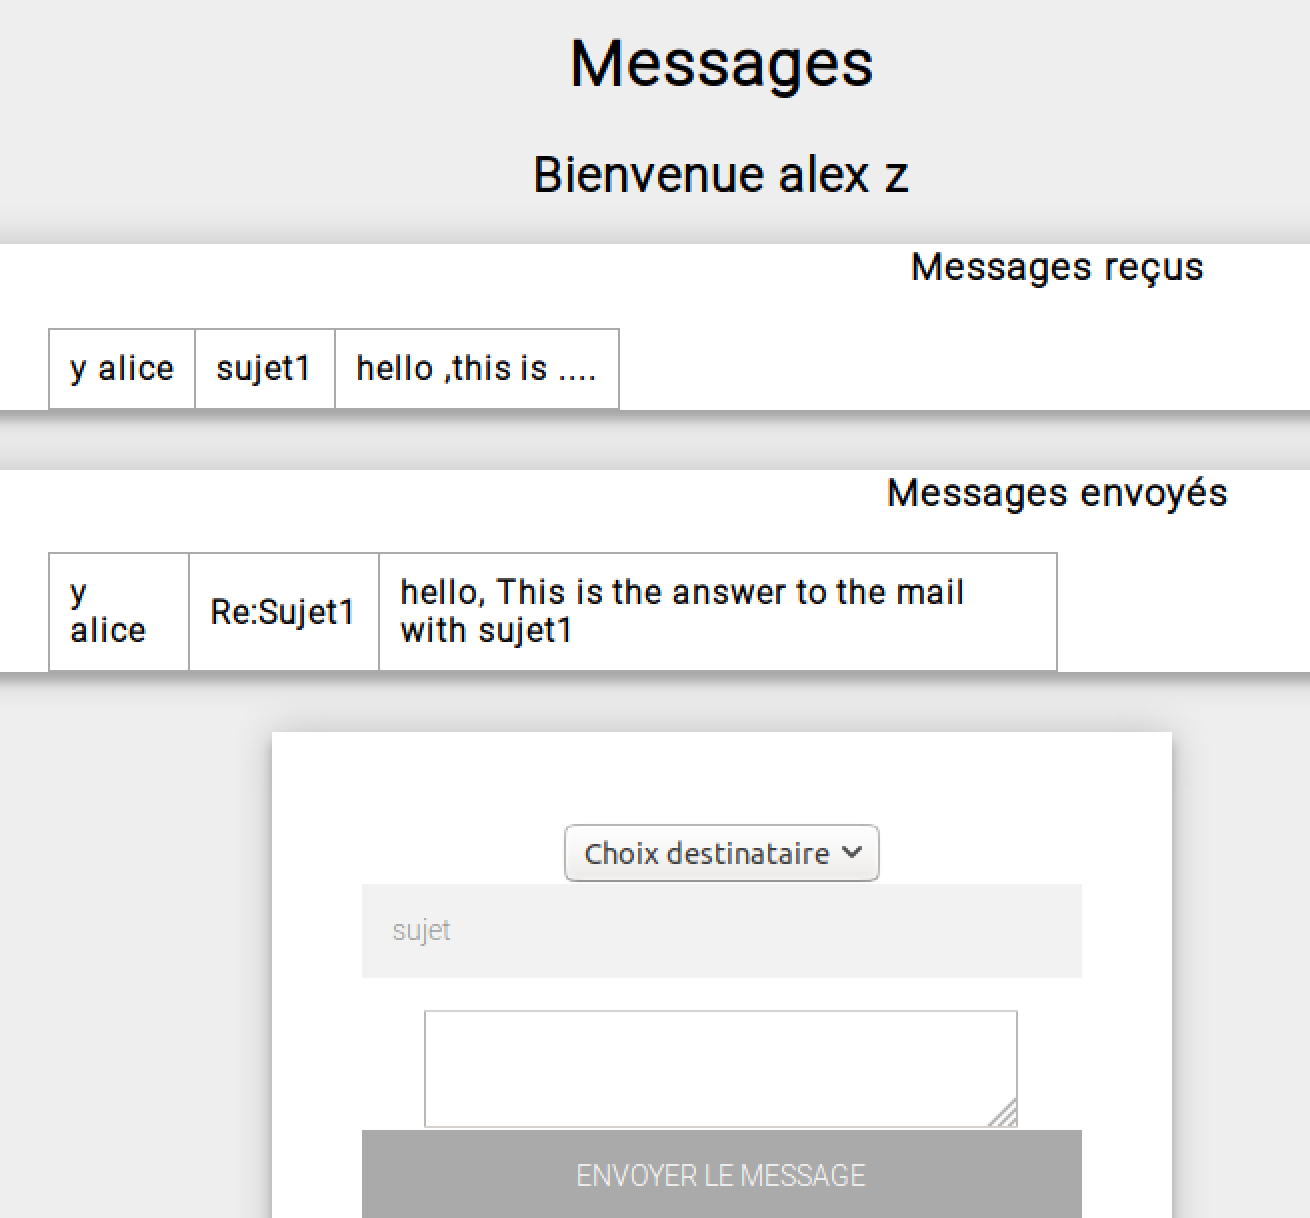 Messages
Bienvenue alex z
Messages reçus
y alice sujet1 hello ,this is ....
Messages envoyés
y alice Re:Sujet1 hello, This is the answer to the mail
with sujet1
Choix destinataire
sujet
ENVOYER LE MESSAGE